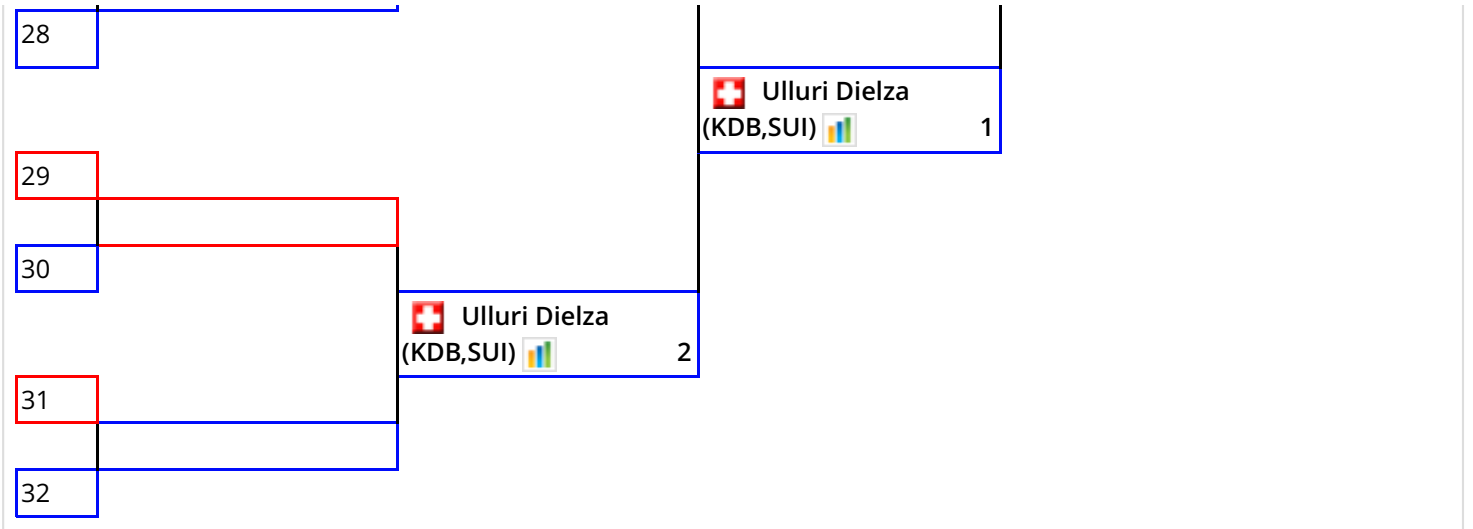 28
Ulluri Dielza
(KDB,SUI) 1
29
30
Ulluri Dielza
(KDB,SUI) 2
31
32